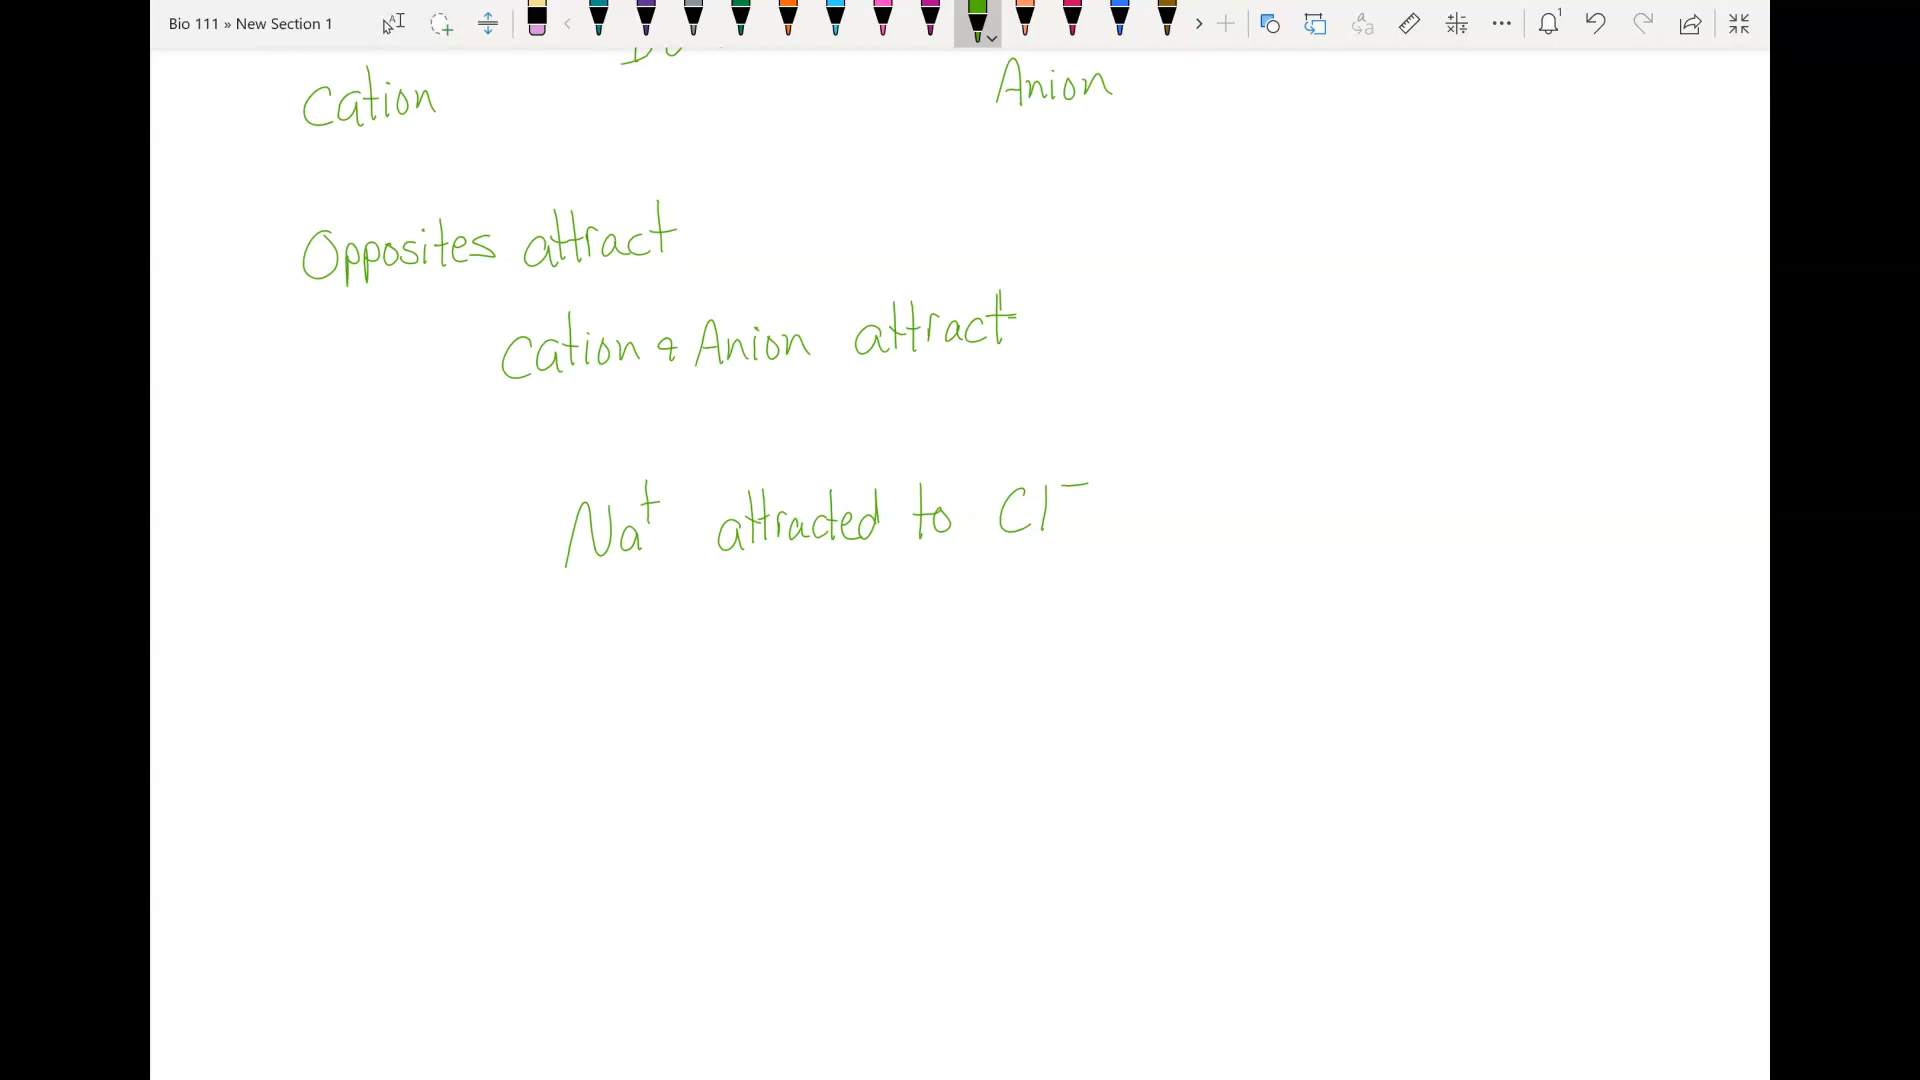 Bio 111 » New Section 1
Cation Anion
Opposites attract
Cation & Anion attract
Na⁺ attracted to Cl⁻